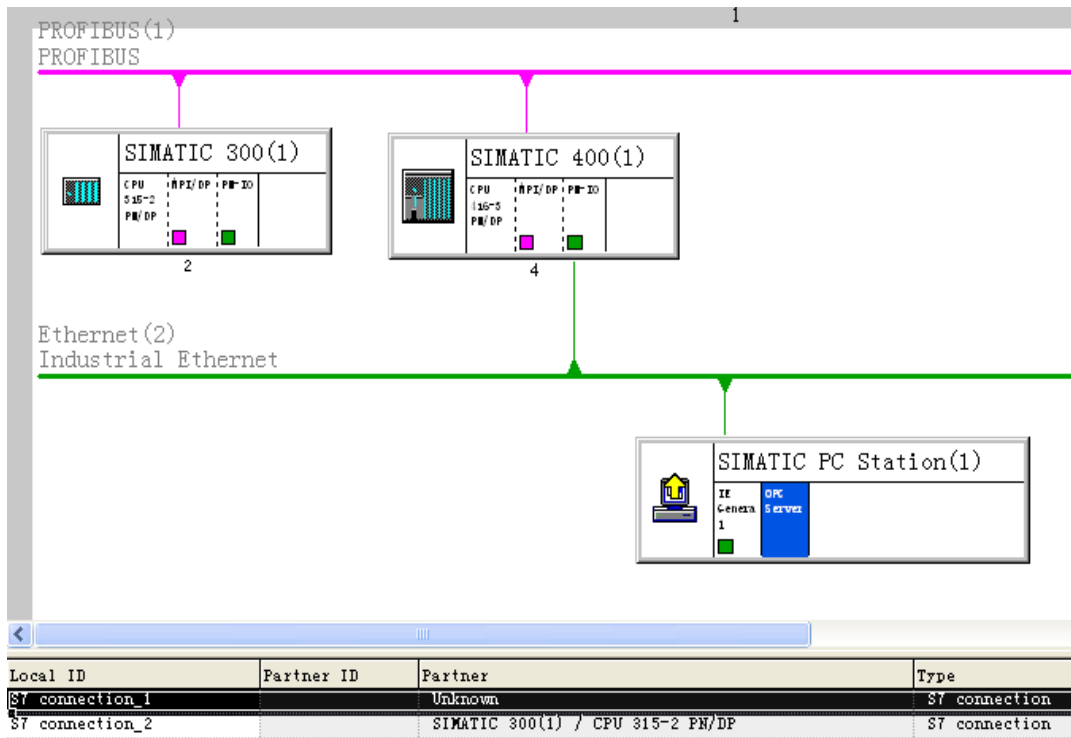 1
PROFIBUS(1)
PROFIBUS
SIMATIC 300(1)
CPU MPI/DP PN-IO
315-2
PN/DP
2
SIMATIC 400(1)
CPU MPI/DP PN-IO
416-3
PN/DP
4
Ethernet(2)
Industrial Ethernet
SIMATIC PC Station(1)
IE OPC
Genera Server
1
Local ID Partner ID Partner Type
S7 connection_1 Unknown S7 connection
S7 connection_2 SIMATIC 300(1) / CPU 315-2 PN/DP S7 connection